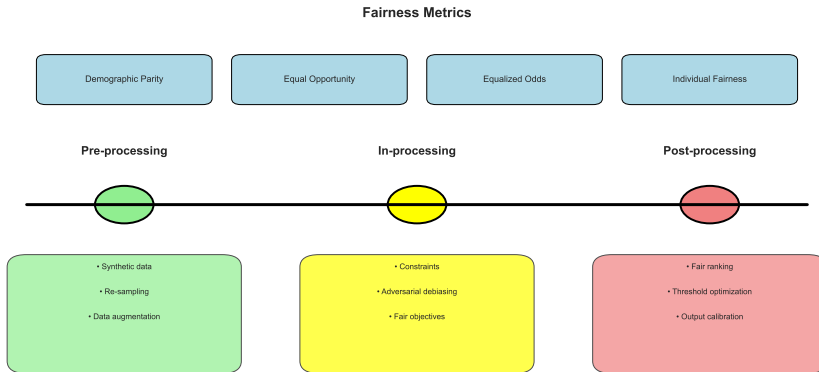 Fairness Metrics
Demographic Parity
Equal Opportunity
Equalized Odds
Individual Fairness
Pre-processing
In-processing
Post-processing
• Synthetic data
• Re-sampling
• Data augmentation
• Constraints
• Adversarial debiasing
• Fair objectives
• Fair ranking
• Threshold optimization
• Output calibration